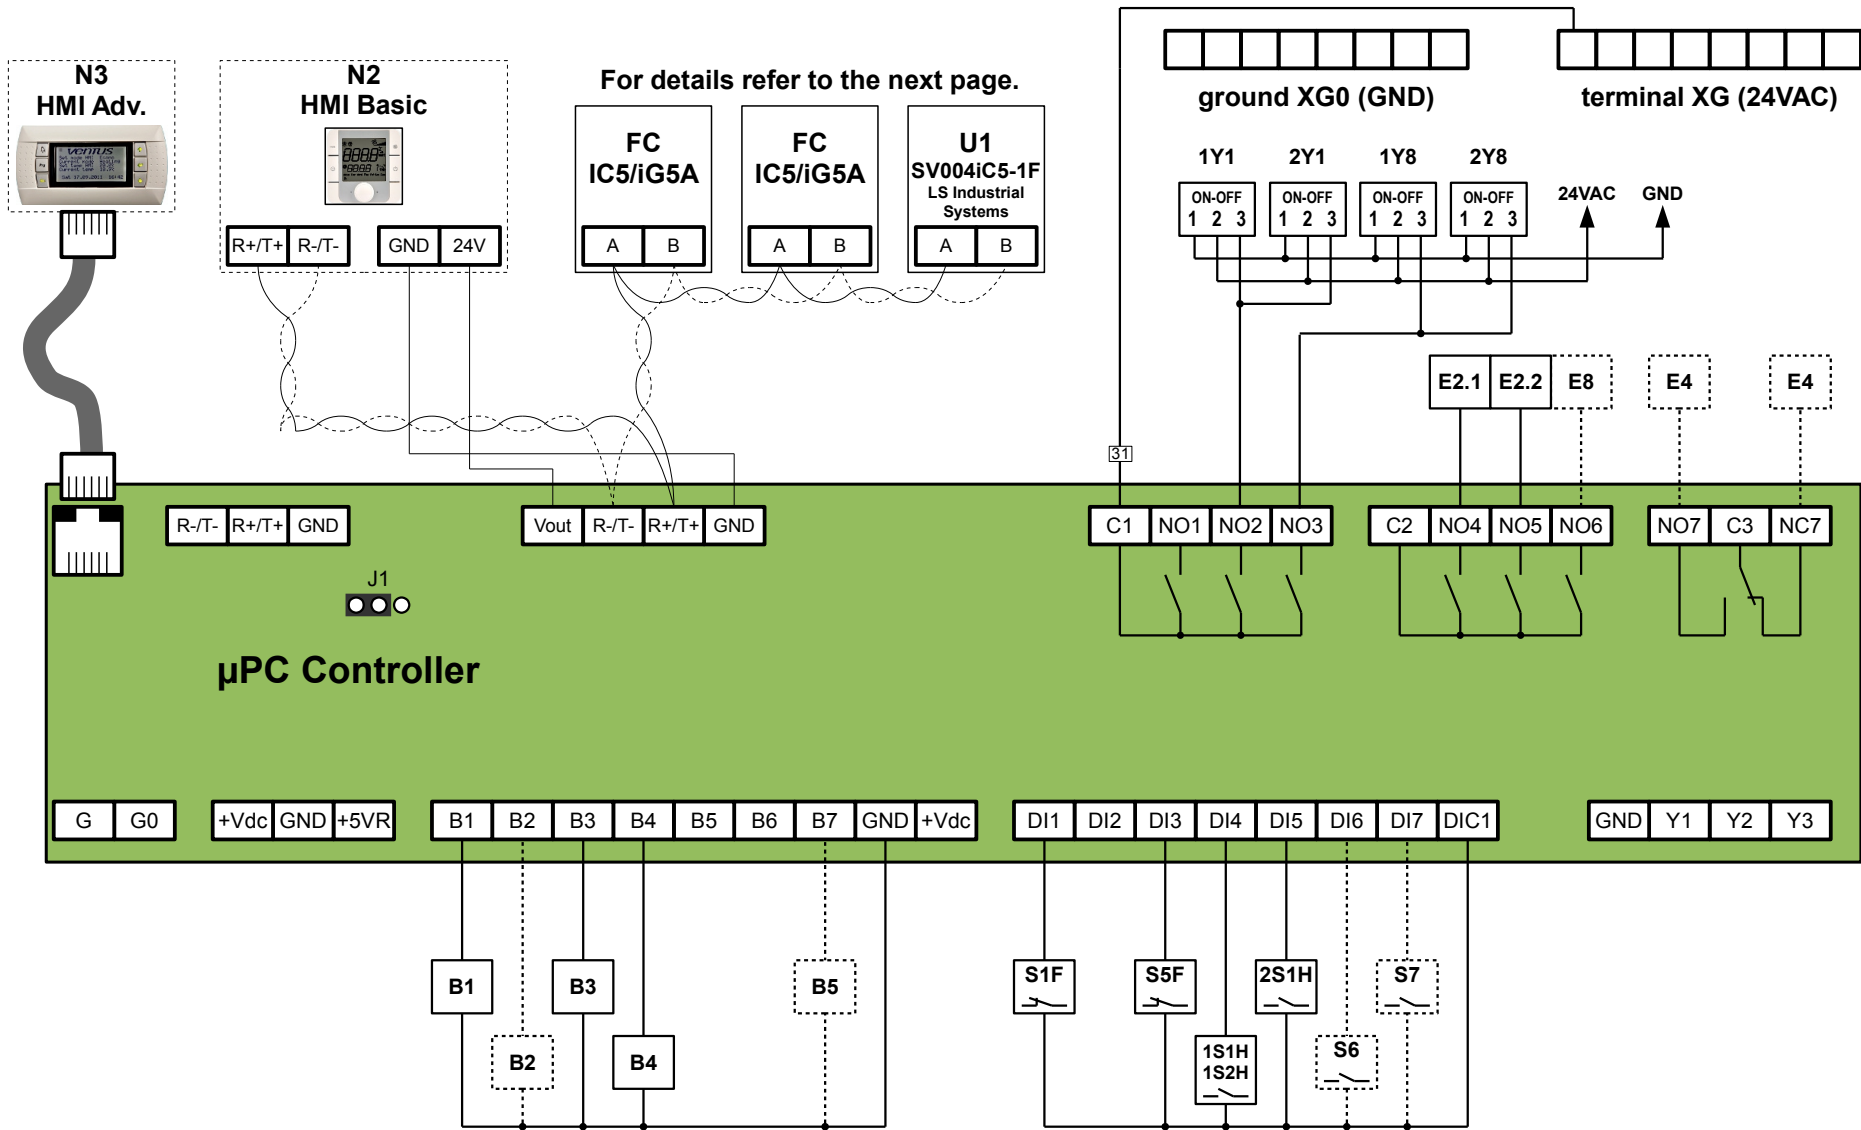 ground XG0 (GND)
terminal XG (24VAC)
N3
HMI Adv.
VENTUS
N2
HMI Basic
R+/T+ R-/T- GND 24V
For details refer to the next page.
FC
IC5/iG5A
A B
FC
IC5/iG5A
A B
U1
SV004iC5-1F
LS Industrial
Systems
A B
1Y1 2Y1 1Y8 2Y8
ON-OFF ON-OFF ON-OFF ON-OFF
1 2 3 1 2 3 1 2 3 1 2 3
24VAC GND
E2.1 E2.2 E8 E4 E4
31
R-/T- R+/T+ GND
Vout R-/T- R+/T+ GND
C1 NO1 NO2 NO3
C2 NO4 NO5 NO6
NO7 C3 NC7
J1
µPC Controller
G G0
+Vdc GND +5VR
B1 B2 B3 B4 B5 B6 B7 GND +Vdc
DI1 DI2 DI3 DI4 DI5 DI6 DI7 DIC1
GND Y1 Y2 Y3
B1 B3 B5
B2 B4
S1F S5F 2S1H S7
1S1H
1S2H
S6